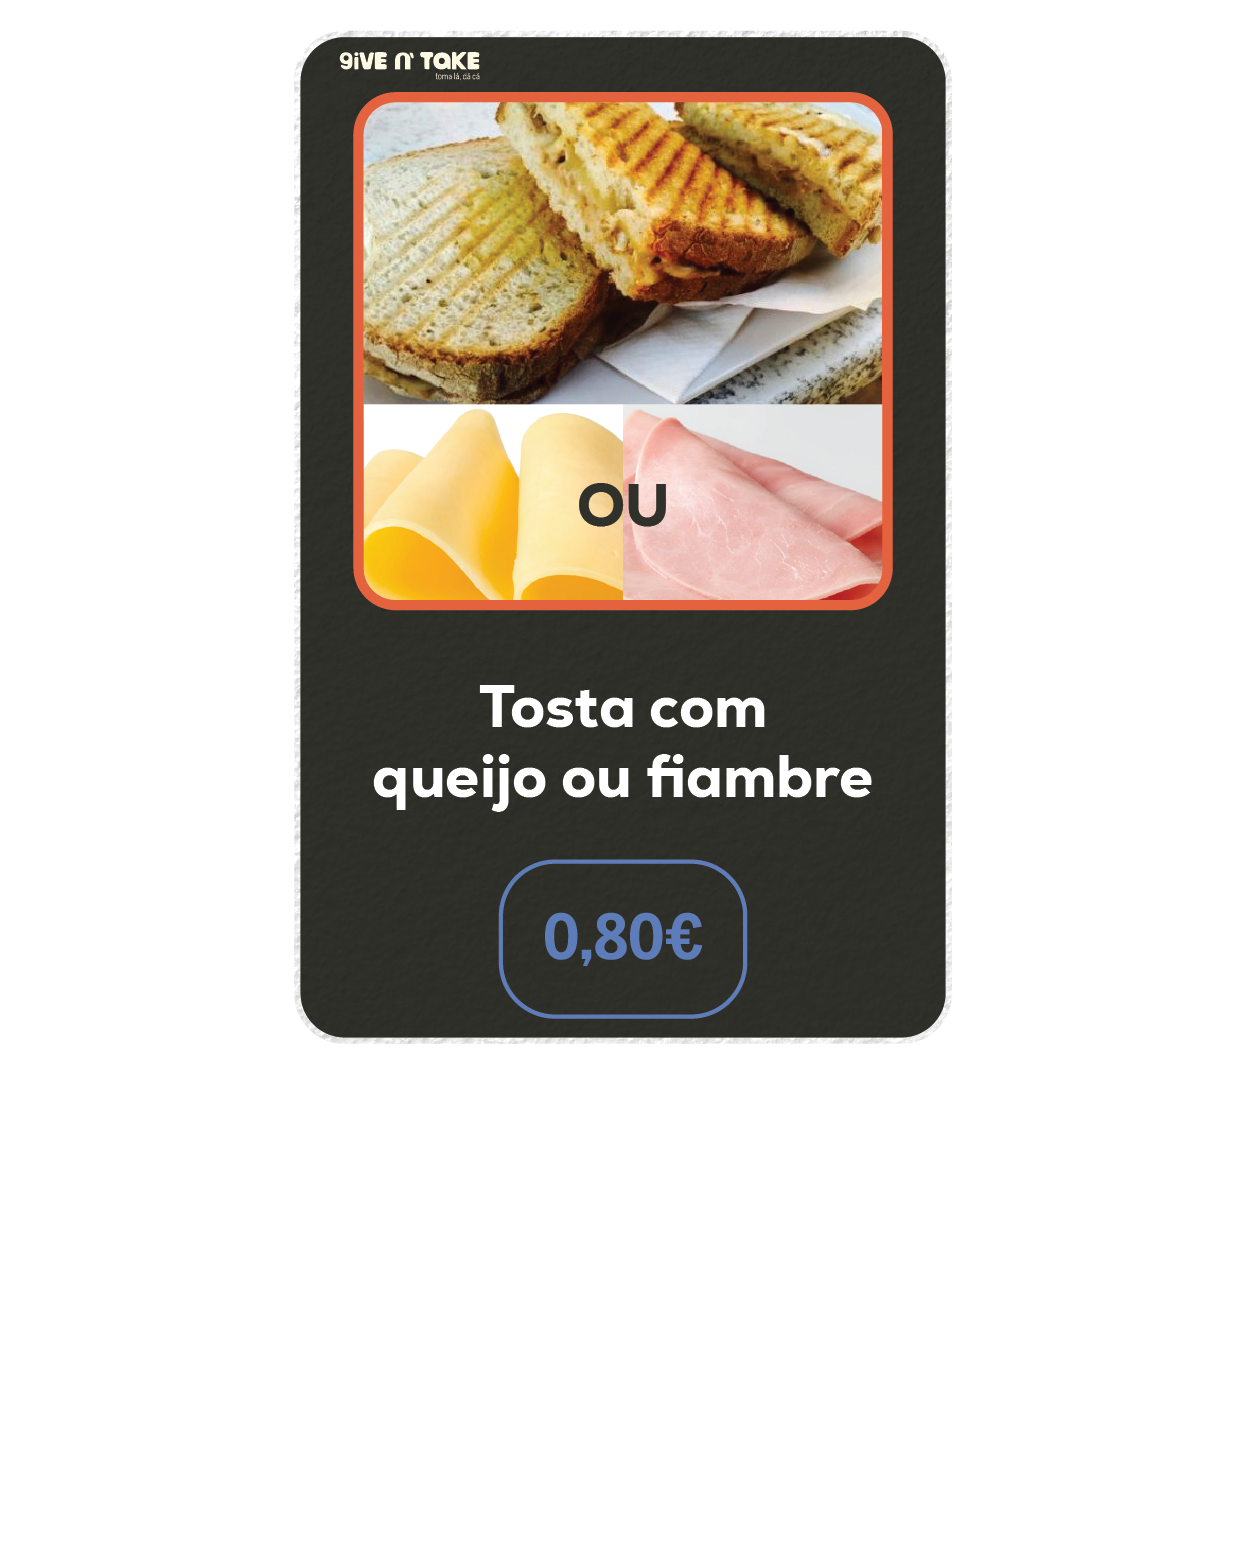 giVE n' TaKE
toma lá, dá cá
OU
Tosta com
queijo ou fiambre
0,80€